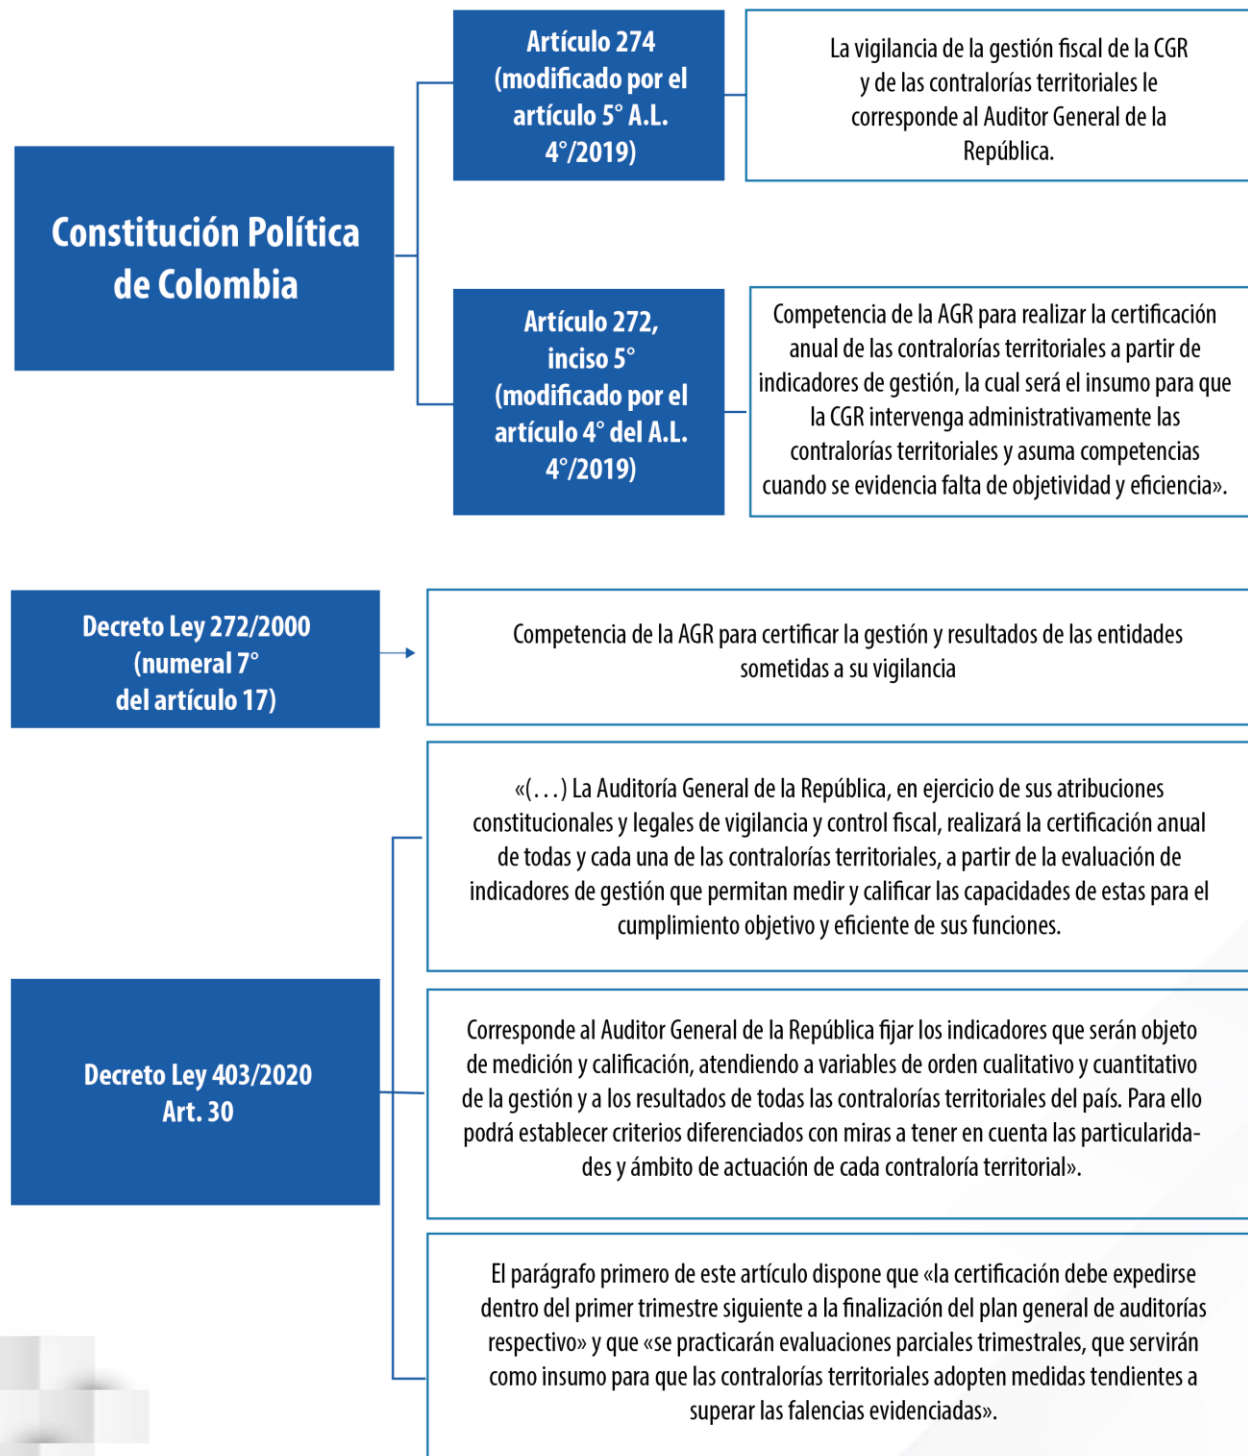 Constitución Política
de Colombia
Artículo 274
(modificado por el
artículo 5° A.L.
4°/2019)
La vigilancia de la gestión fiscal de la CGR
y de las contralorías territoriales le
corresponde al Auditor General de la
República.
Artículo 272,
inciso 5°
(modificado por el
artículo 4° del A.L.
4°/2019)
Competencia de la AGR para realizar la certificación
anual de las contralorías territoriales a partir de
indicadores de gestión, la cual será el insumo para que
la CGR intervenga administrativamente las
contralorías territoriales y asuma competencias
cuando se evidencia falta de objetividad y eficiencia».
Decreto Ley 272/2000
(numeral 7°
del artículo 17)
Competencia de la AGR para certificar la gestión y resultados de las entidades
sometidas a su vigilancia
Decreto Ley 403/2020
Art. 30
«(…) La Auditoría General de la República, en ejercicio de sus atribuciones
constitucionales y legales de vigilancia y control fiscal, realizará la certificación anual
de todas y cada una de las contralorías territoriales, a partir de la evaluación de
indicadores de gestión que permitan medir y calificar las capacidades de estas para el
cumplimiento objetivo y eficiente de sus funciones.
Corresponde al Auditor General de la República fijar los indicadores que serán objeto
de medición y calificación, atendiendo a variables de orden cualitativo y cuantitativo
de la gestión y a los resultados de todas las contralorías territoriales del país. Para ello
podrá establecer criterios diferenciados con miras a tener en cuenta las particularida-
des y ámbito de actuación de cada contraloría territorial».
El parágrafo primero de este artículo dispone que «la certificación debe expedirse
dentro del primer trimestre siguiente a la finalización del plan general de auditorías
respectivo» y que «se practicarán evaluaciones parciales trimestrales, que servirán
como insumo para que las contralorías territoriales adopten medidas tendientes a
superar las falencias evidenciadas».